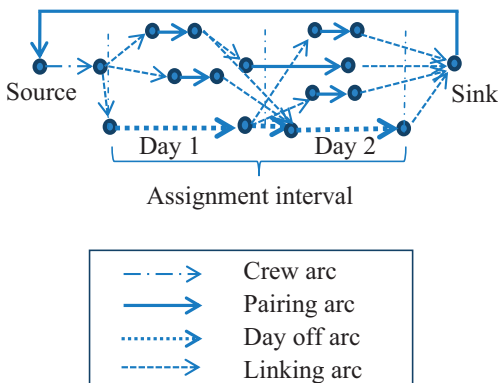 Source
Sink
Day 1
Day 2
Assignment interval
Crew arc
Pairing arc
Day off arc
Linking arc